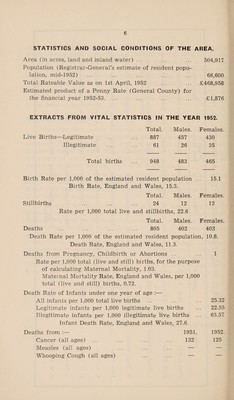 6
STATISTICS AND SOCIAL CONDITIONS OF THE AREA.
Area (in acres, land and inland water) ... 504,917
Population (Registrar-General's estimate of resident popu-
lation, mid-1952) ... 66,600
Total Rateable Value as on 1st April, 1952 £468,958
Estimated product of a Penny Rate (General County) for
the financial year 1952-53. ... £1,876
EXTRACTS FROM VITAL STATISTICS IN THE YEAR 1952.
Total. Males. Females.
Live Births—Legitimate ... 887 457 430
Illegitimate 61 26 35
Total births 948 483 465
Birth Rate per 1,000 of the estimated resident population ... 15.1
Birth Rate, England and Wales, 15.3.
Total. Males. Females.
Stillbirths ... 24 12 12
Rate per 1,000 total live and stillbirths, 22.6
Total. Males. Females.
Deaths ... 805 402 403
Death Rate per 1,000 of the estimated resident population, 10.8.
Death Rate, England and Wales, 11.3.
Deaths from Pregnancy, Childbirth or Abortions ... 1
Rate per 1,000 total (live and still) births, for the purpose
of calculating Maternal Mortality, 1.03.
Maternal Mortality Rate, England and Wales, per 1,000
total (live and still) births, 0.72.
Death Rate of Infants under one year of age :—
All infants per 1,000 total live births ... 25.32
Legitimate infants per 1,000 legitimate live births ... 22.55
Illegitimate infants per 1,000 illegitimate live births ... 65.57
Infant Death Rate, England and Wales, 27.6.
Deaths from :— 1951. 1952.
Cancer (all ages) ... 132 125
Measles (all ages) ... — —
Whooping Cough (all ages) — —